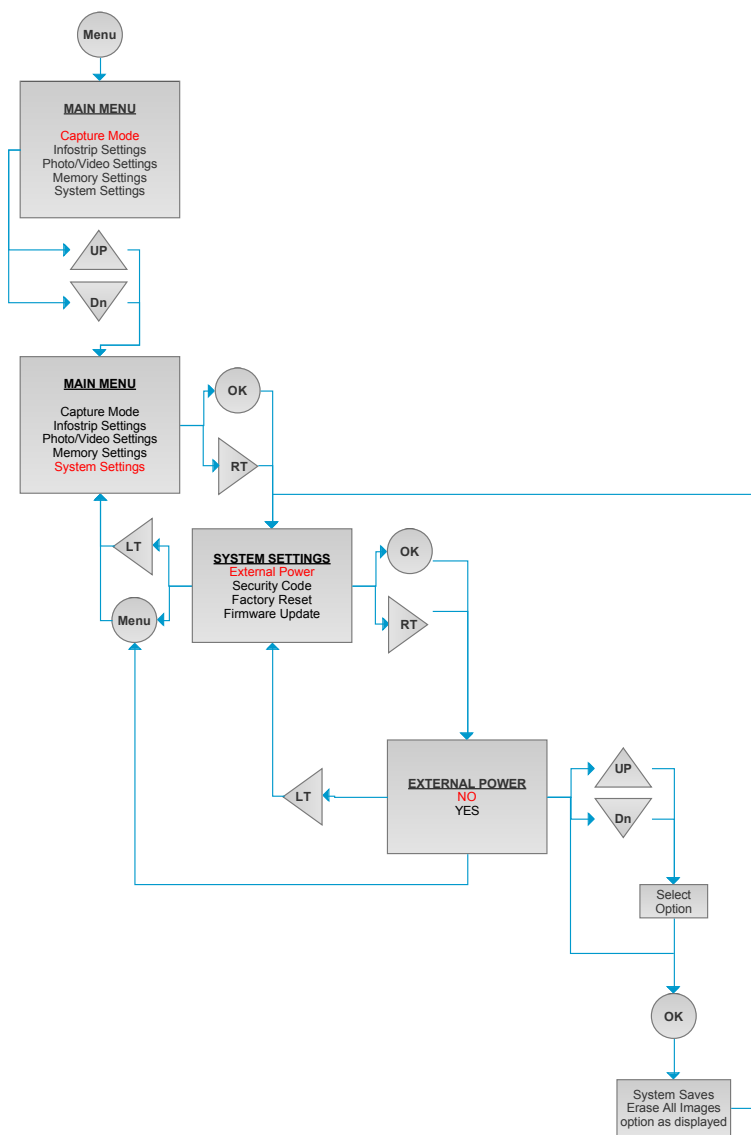 Menu
MAIN MENU
Capture Mode
Infostrip Settings
Photo/Video Settings
Memory Settings
System Settings
UP
Dn
MAIN MENU
Capture Mode
Infostrip Settings
Photo/Video Settings
Memory Settings
System Settings
OK
RT
LT
Menu
SYSTEM SETTINGS
External Power
Security Code
Factory Reset
Firmware Update
OK
RT
LT
EXTERNAL POWER
NO
YES
UP
Dn
Select
Option
OK
System Saves
Erase All Images
option as displayed